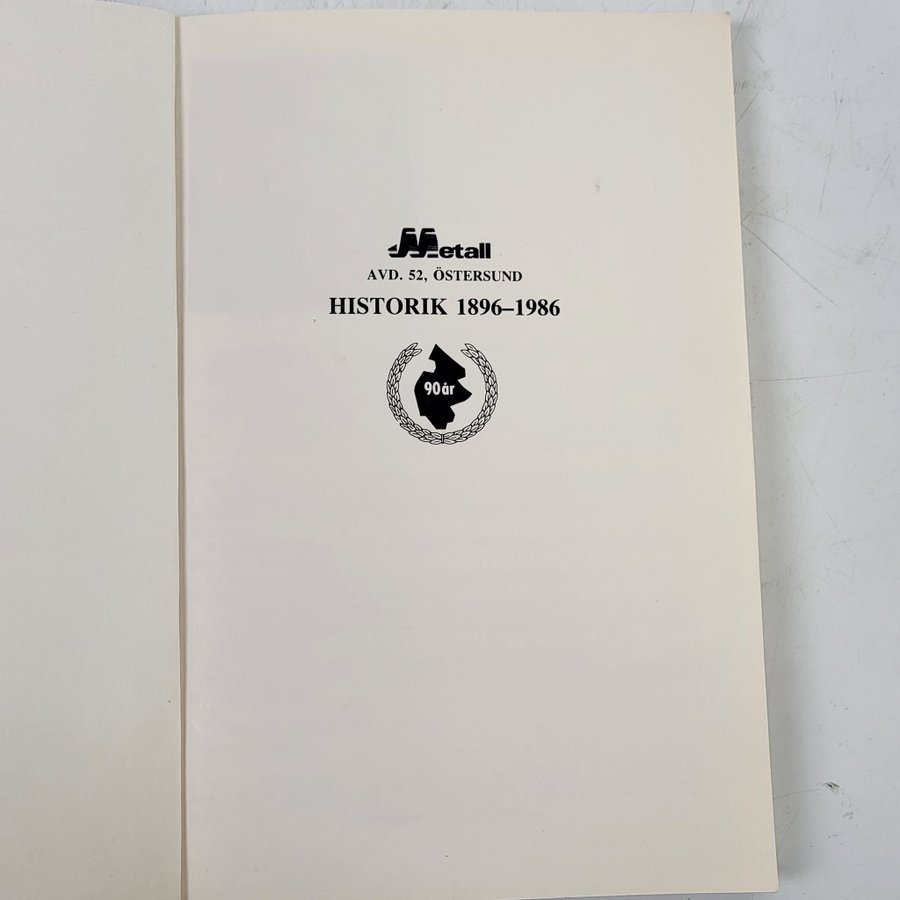 Metall
AVD. 52, ÖSTERSUND
HISTORIK 1896–1986
90 år